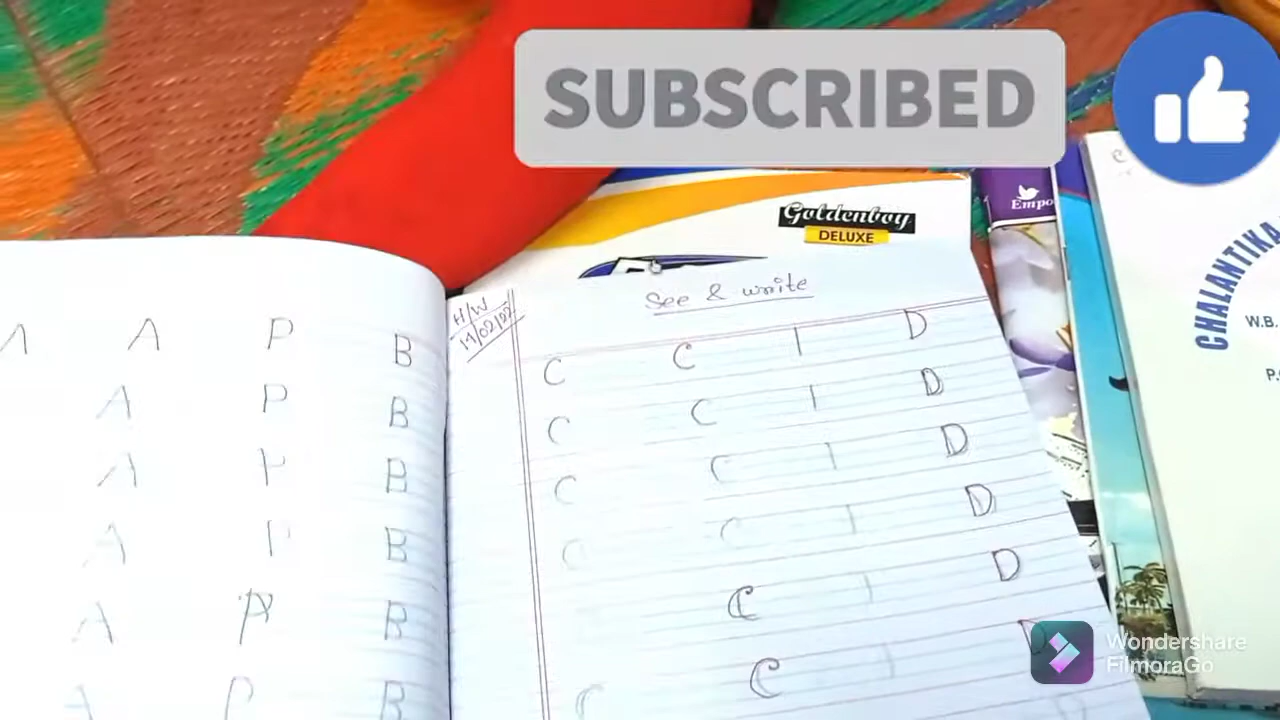 SUBSCRIBED
Goldenboy
DELUXE
Empo
CHALANTIKA
W.B.A
P.
See & write
H/W
14/02/22
A A P B
A P B
A P B
A P B
A P B
A P B
C C I D
C C I D
C C I D
C C I D
C I D
C C I D
Wondershare
FilmoraGo